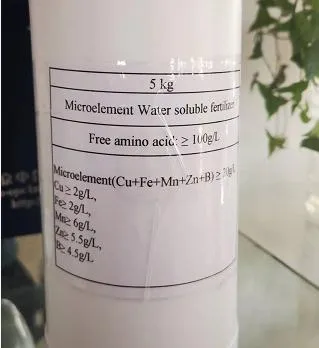 5 kg
Microelement Water soluble fertilizer
Free amino acid: ≥ 100g/L
Microelement(Cu+Fe+Mn+Zn+B) ≥ 20g/L
Cu ≥ 2g/L,
Fe≥ 2g/L,
Mn≥ 6g/L,
Zn≥ 5.5g/L,
B≥ 4.5g/L